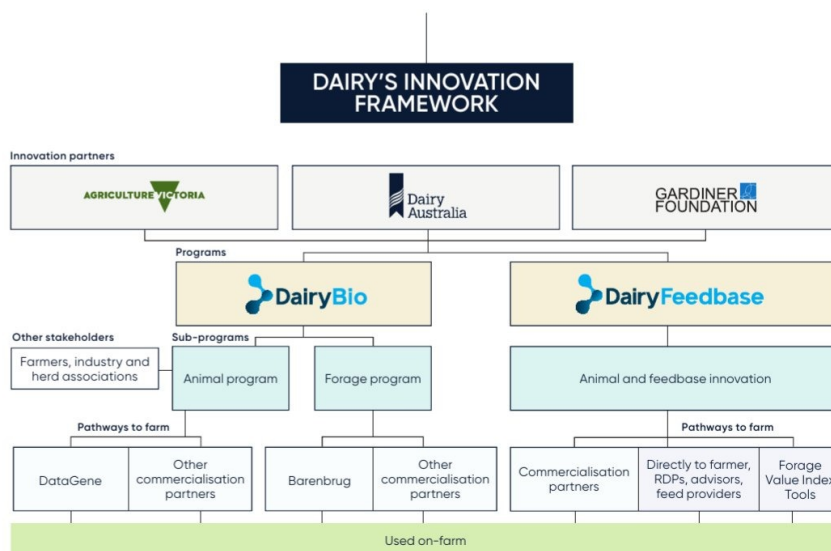 DAIRY'S INNOVATION
FRAMEWORK
Innovation partners
AGRICULTURE VICTORIA
Dairy
Australia
GARDINER
FOUNDATION
Programs
DairyBio
DairyFeedbase
Other stakeholders
Sub-programs
Farmers, industry and
herd associations
Animal program
Forage program
Animal and feedbase innovation
Pathways to farm
Pathways to farm
DataGene
Other
commercialisation
partners
Barenbrug
Other
commercialisation
partners
Commercialisation
partners
Directly to farmer,
RDPs, advisors,
feed providers
Forage
Value Index
Tools
Used on-farm